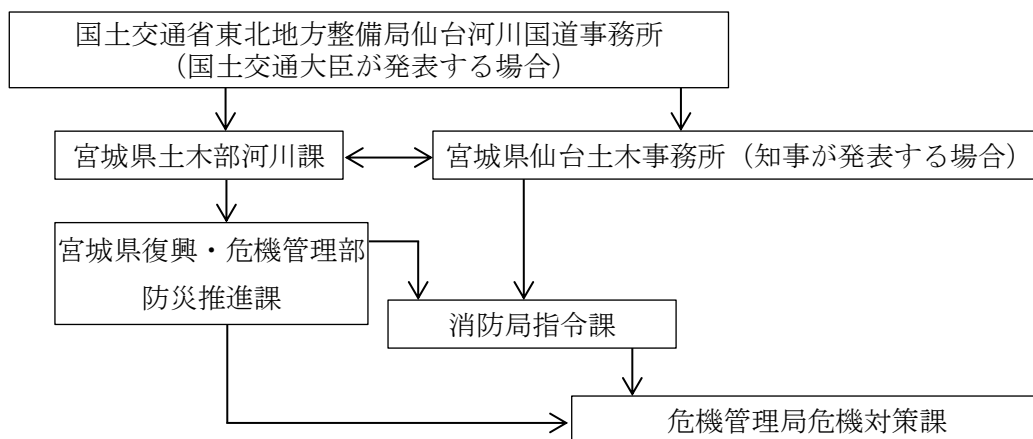 国土交通省東北地方整備局仙台河川国道事務所
（国土交通大臣が発表する場合）
宮城県土木部河川課
宮城県仙台土木事務所（知事が発表する場合）
宮城県復興・危機管理部
防災推進課
消防局指令課
危機管理局危機対策課